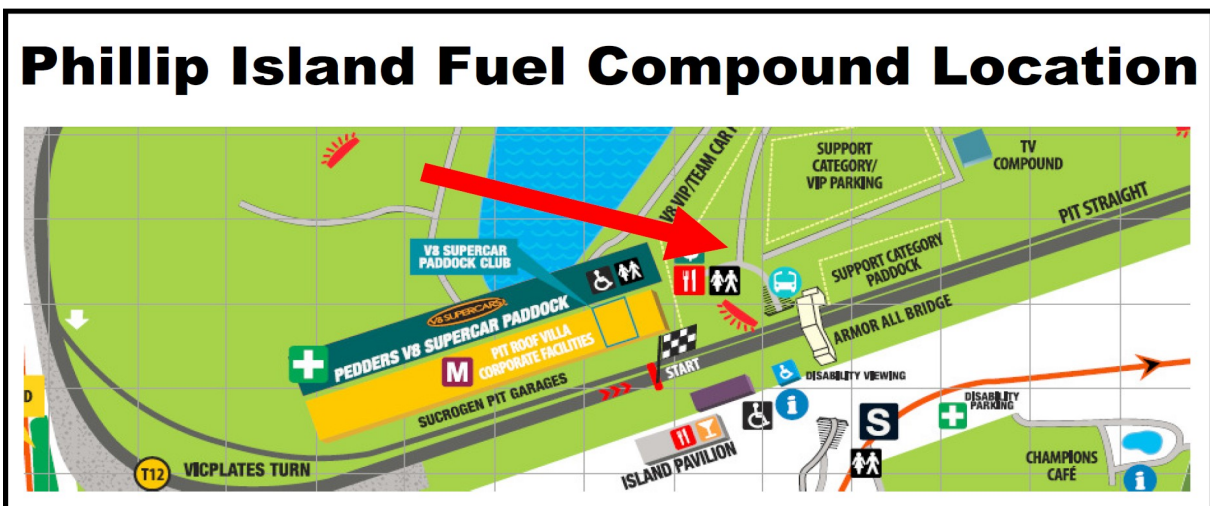 Phillip Island Fuel Compound Location
V8 VIP/TEAM CAR P
SUPPORT
CATEGORY/
VIP PARKING
TV
COMPOUND
PIT STRAIGHT
V8 SUPERCAR
PADDOCK CLUB
SUPPORT CATEGORY
PADDOCK
V8 SUPERCARS
PEDDERS V8 SUPERCAR PADDOCK
ARMOR ALL BRIDGE
M
PIT ROOF VILLA
CORPORATE FACILITIES
START
SUCROGEN PIT GARAGES
DISABILITY VIEWING
i
S
DISABILITY
PARKING
D
ISLAND PAVILION
T12
VICPLATES TURN
CHAMPIONS
CAFÉ
i